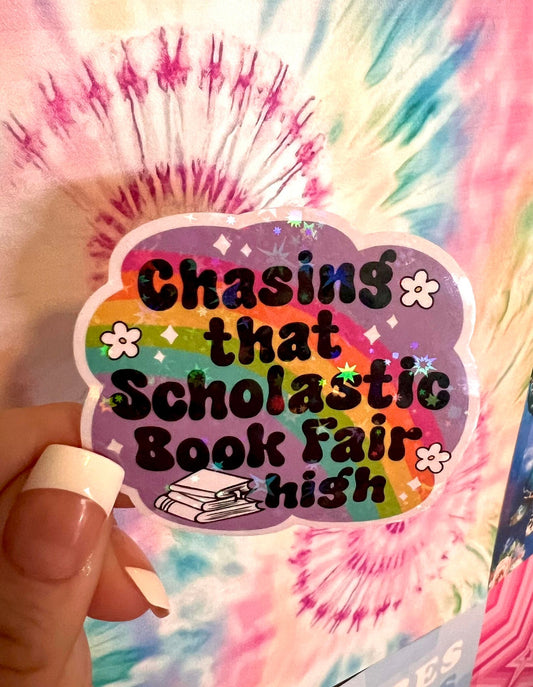 Chasing
that
Scholastic
Book Fair
high